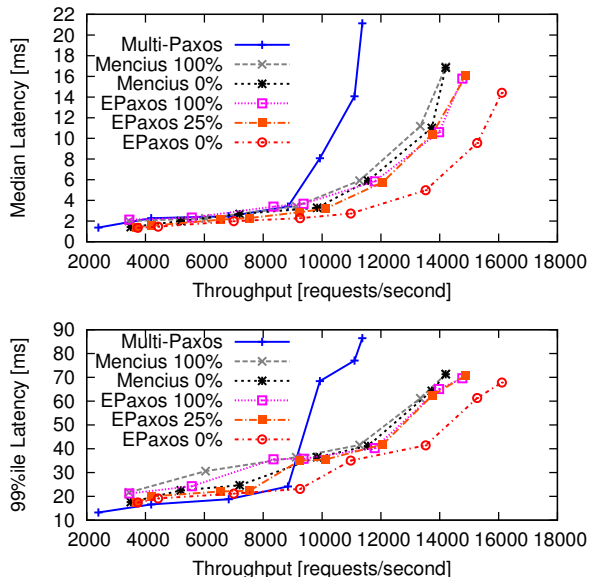 22
20
18
16
14
12
10
8
6
4
2
0
Median Latency [ms]
Multi-Paxos
Mencius 100%
Mencius 0%
EPaxos 100%
EPaxos 25%
EPaxos 0%
2000 4000 6000 8000 10000 12000 14000 16000 18000
Throughput [requests/second]
90
80
70
60
50
40
30
20
10
99%ile Latency [ms]
Multi-Paxos
Mencius 100%
Mencius 0%
EPaxos 100%
EPaxos 25%
EPaxos 0%
2000 4000 6000 8000 10000 12000 14000 16000 18000
Throughput [requests/second]